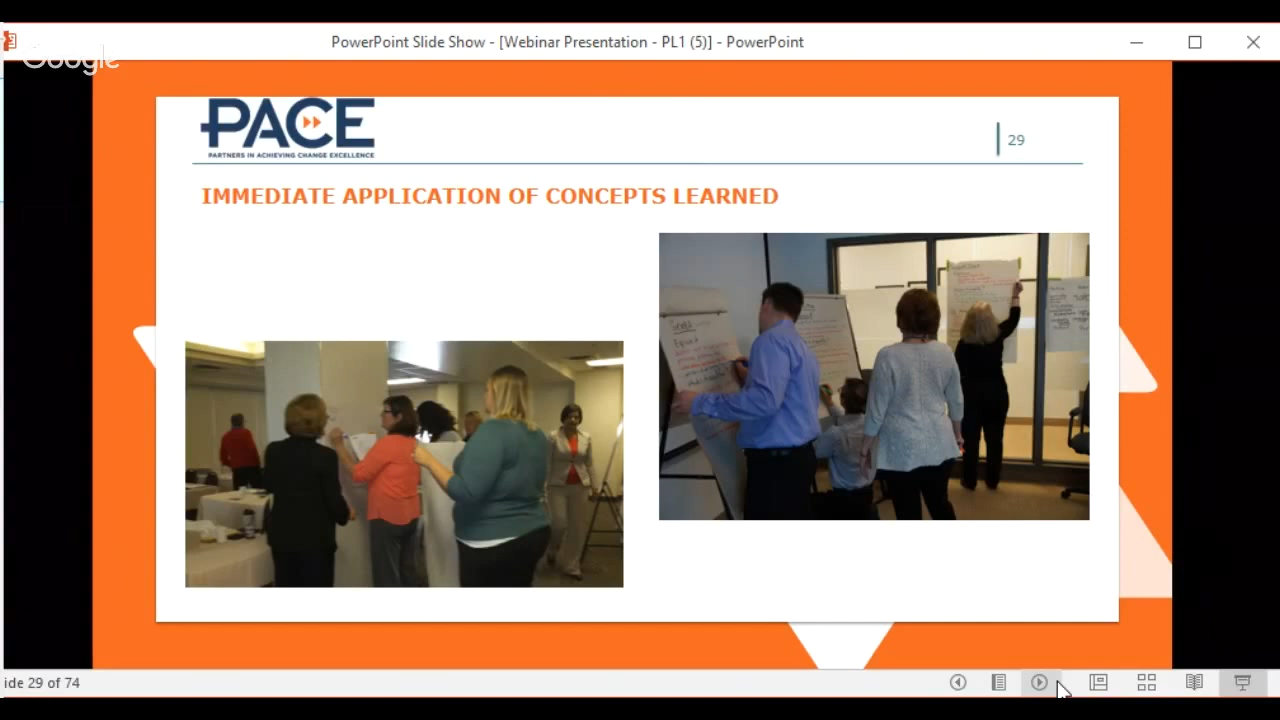 PowerPoint Slide Show - [Webinar Presentation - PL1 (5)] - PowerPoint
Google
PACE
PARTNERS IN ACHIEVING CHANGE EXCELLENCE
29
IMMEDIATE APPLICATION OF CONCEPTS LEARNED
ide 29 of 74